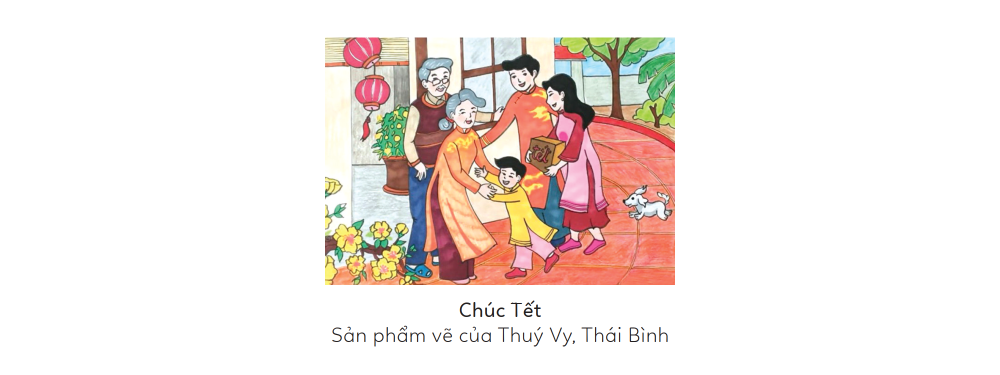 tết
Chúc Tết
Sản phẩm vẽ của Thuý Vy, Thái Bình